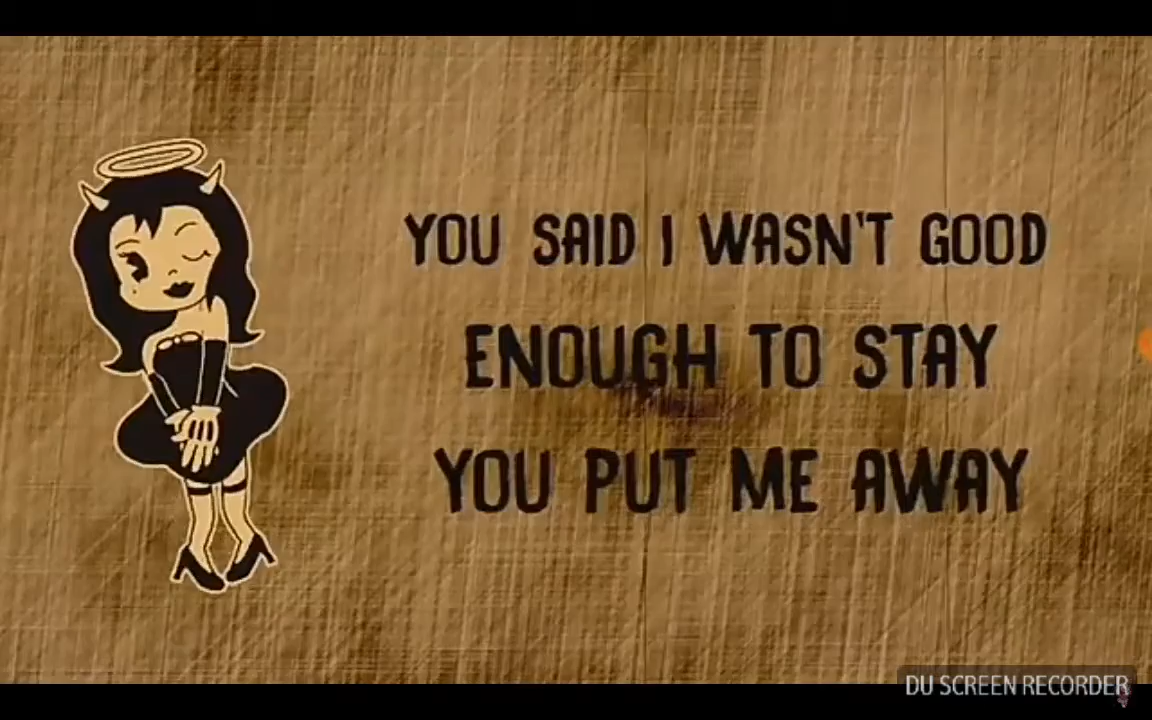 YOU SAID I WASN'T GOOD
ENOUGH TO STAY
YOU PUT ME AWAY
DU SCREEN RECORDER